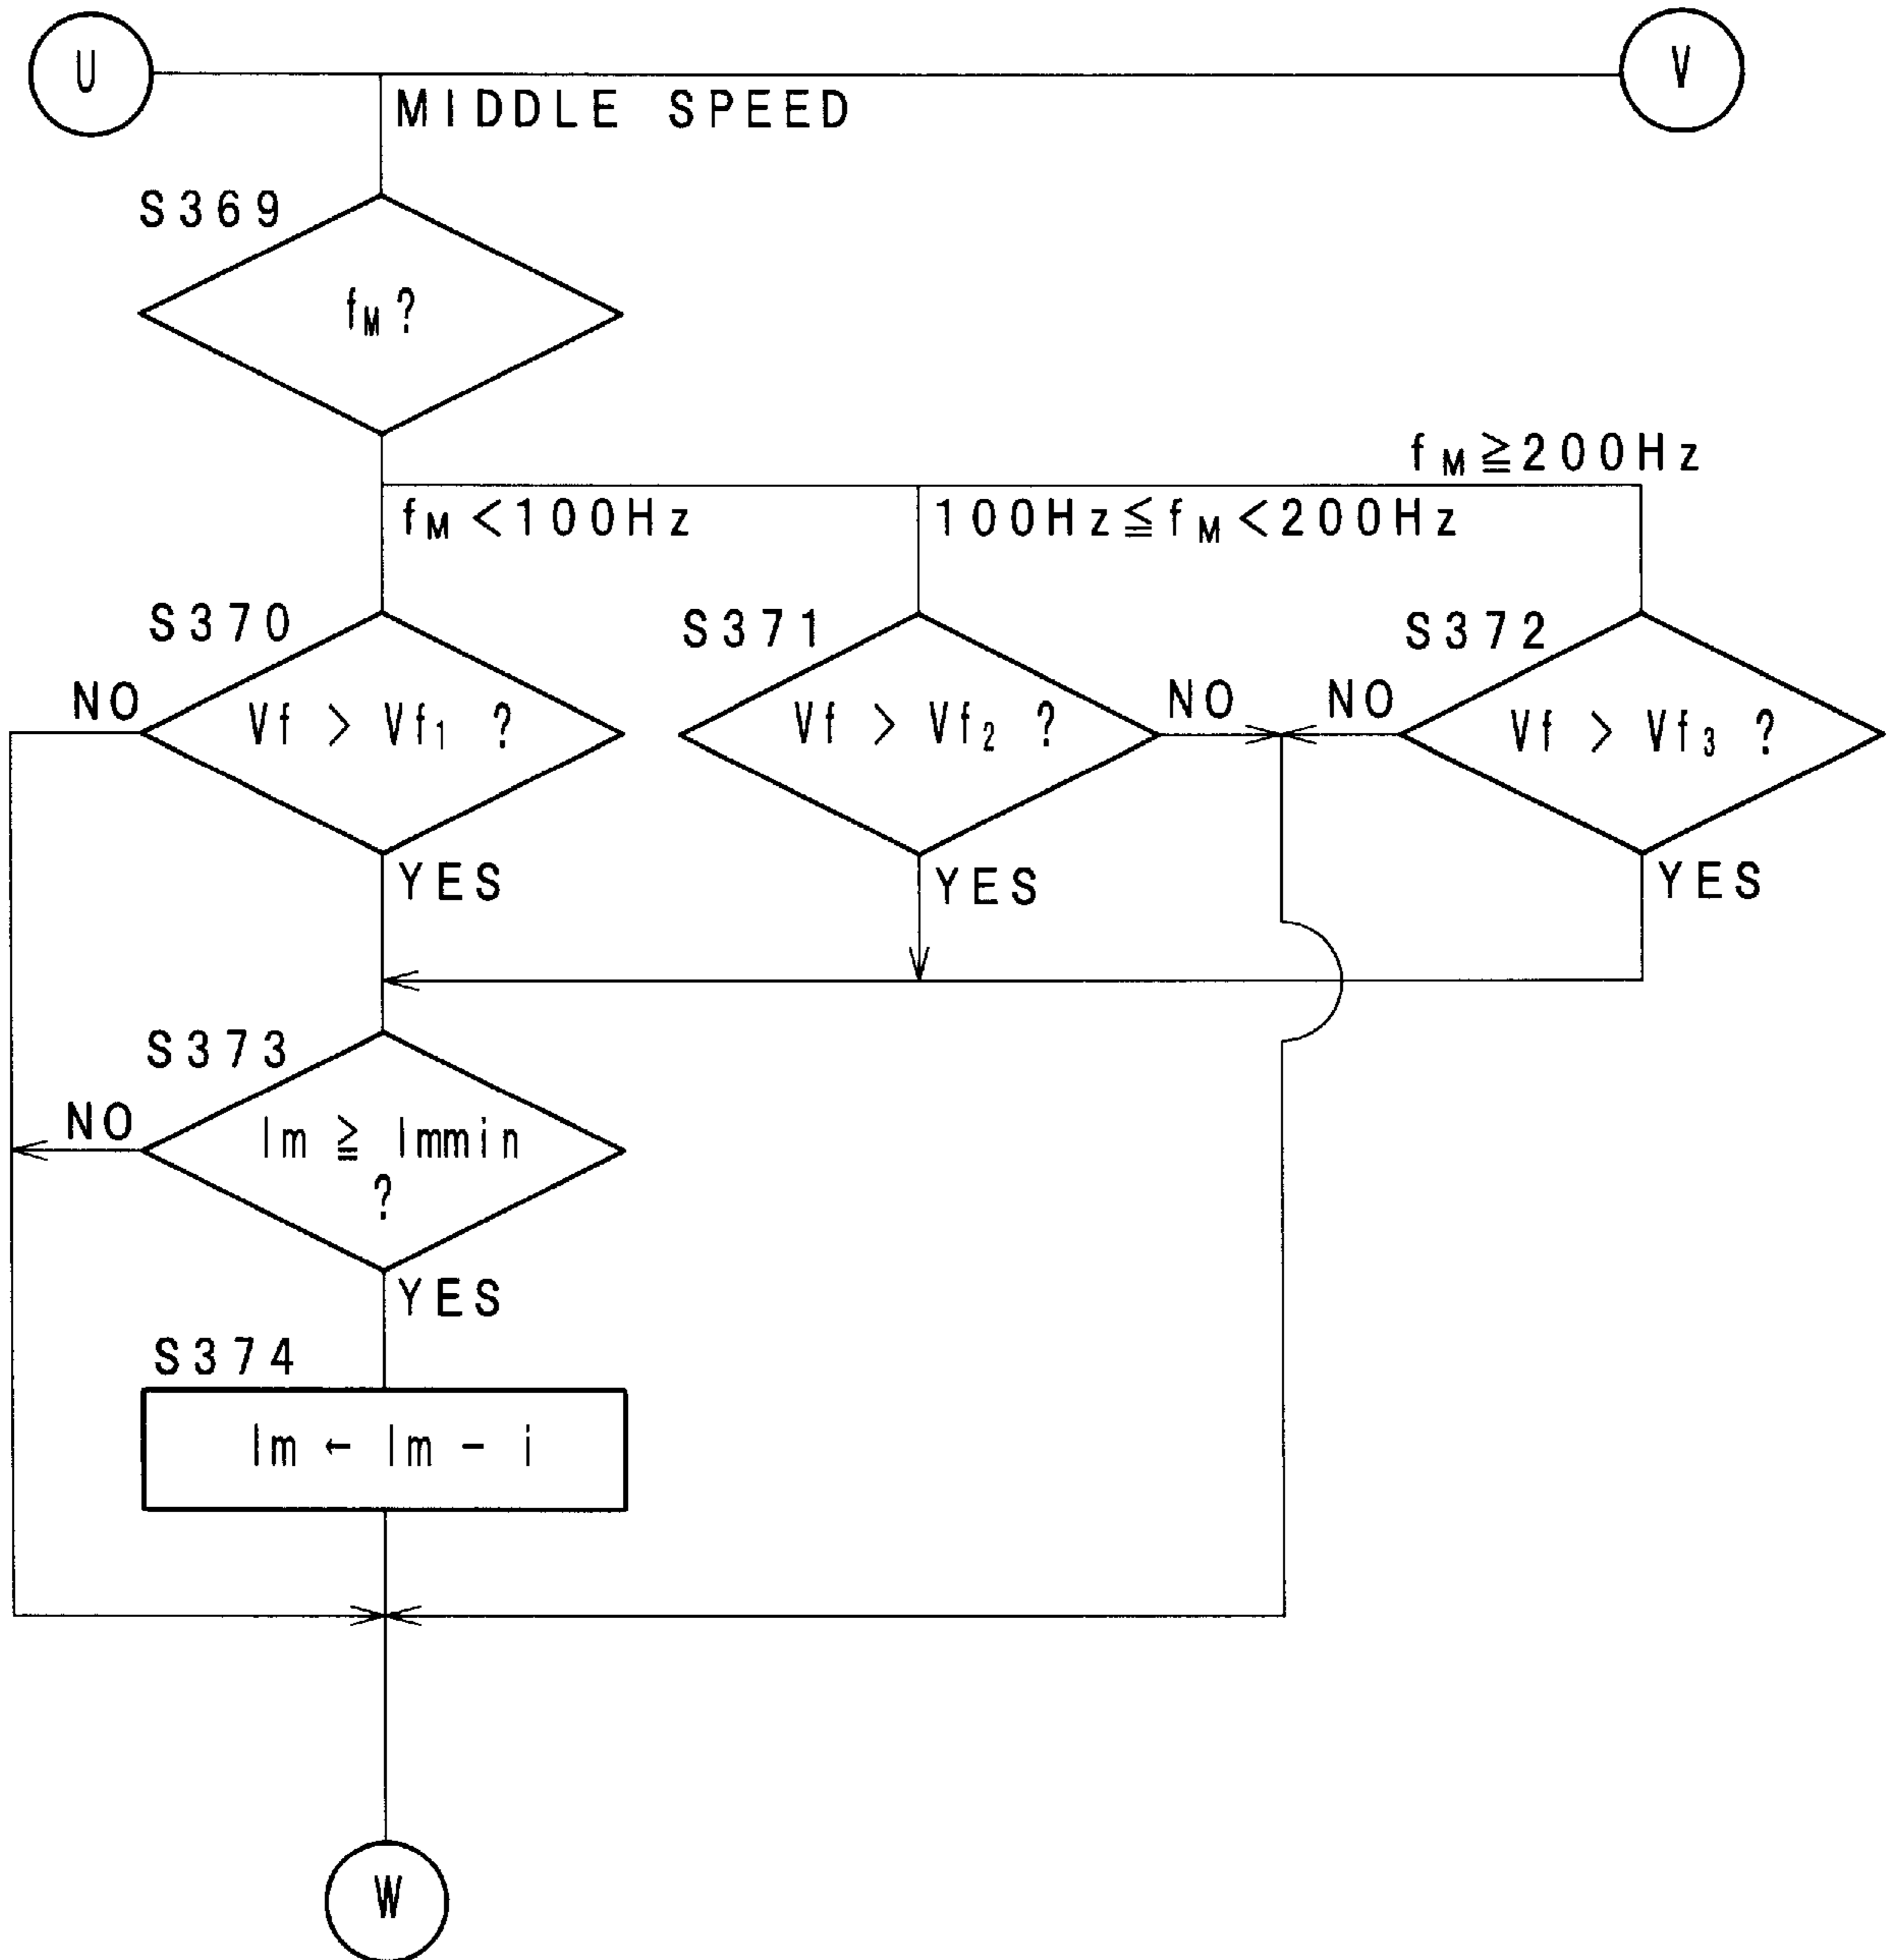 U
V
MIDDLE SPEED
S369
fM?
fM≧200Hz
fM<100Hz
100Hz≦fM<200Hz
S370
S371
S372
NO
Vf > Vf1 ?
Vf > Vf2 ?
NO
NO
Vf > Vf3 ?
YES
YES
YES
S373
NO
Im ≧ Immin
?
YES
S374
Im ← Im - i
W